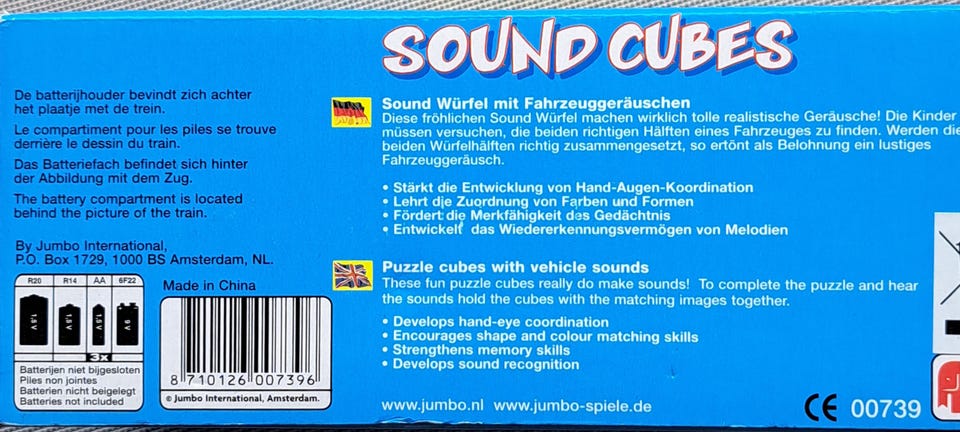 SOUND CUBES
De batterijhouder bevindt zich achter
het plaatje met de trein.
Le compartiment pour les piles se trouve
derrière le dessin du train.
Das Batteriefach befindet sich hinter
der Abbildung mit dem Zug.
The battery compartment is located
behind the picture of the train.
By Jumbo International,
P.O. Box 1729, 1000 BS Amsterdam, NL.
R20 R14 AA 6F22
1,5 V 1,5 V 1,5 V 9 V
3x
Batterijen niet bijgesloten
Piles non jointes
Batterien nicht beigelegt
Batteries not included
Made in China
8 710126 007396
© Jumbo International, Amsterdam.
Sound Würfel mit Fahrzeuggeräuschen
Diese fröhlichen Sound Würfel machen wirklich tolle realistische Geräusche! Die Kinder
müssen versuchen, die beiden richtigen Hälften eines Fahrzeuges zu finden. Werden die
beiden Würfelhälften richtig zusammengesetzt, so ertönt als Belohnung ein lustiges
Fahrzeuggeräusch.
• Stärkt die Entwicklung von Hand-Augen-Koordination
• Lehrt die Zuordnung von Farben und Formen
• Fördert die Merkfähigkeit des Gedächtnis
• Entwickelt das Wiedererkennungsvermögen von Melodien
Puzzle cubes with vehicle sounds
These fun puzzle cubes really do make sounds! To complete the puzzle and hear
the sounds hold the cubes with the matching images together.
• Develops hand-eye coordination
• Encourages shape and colour matching skills
• Strengthens memory skills
• Develops sound recognition
www.jumbo.nl www.jumbo-spiele.de
CE 00739